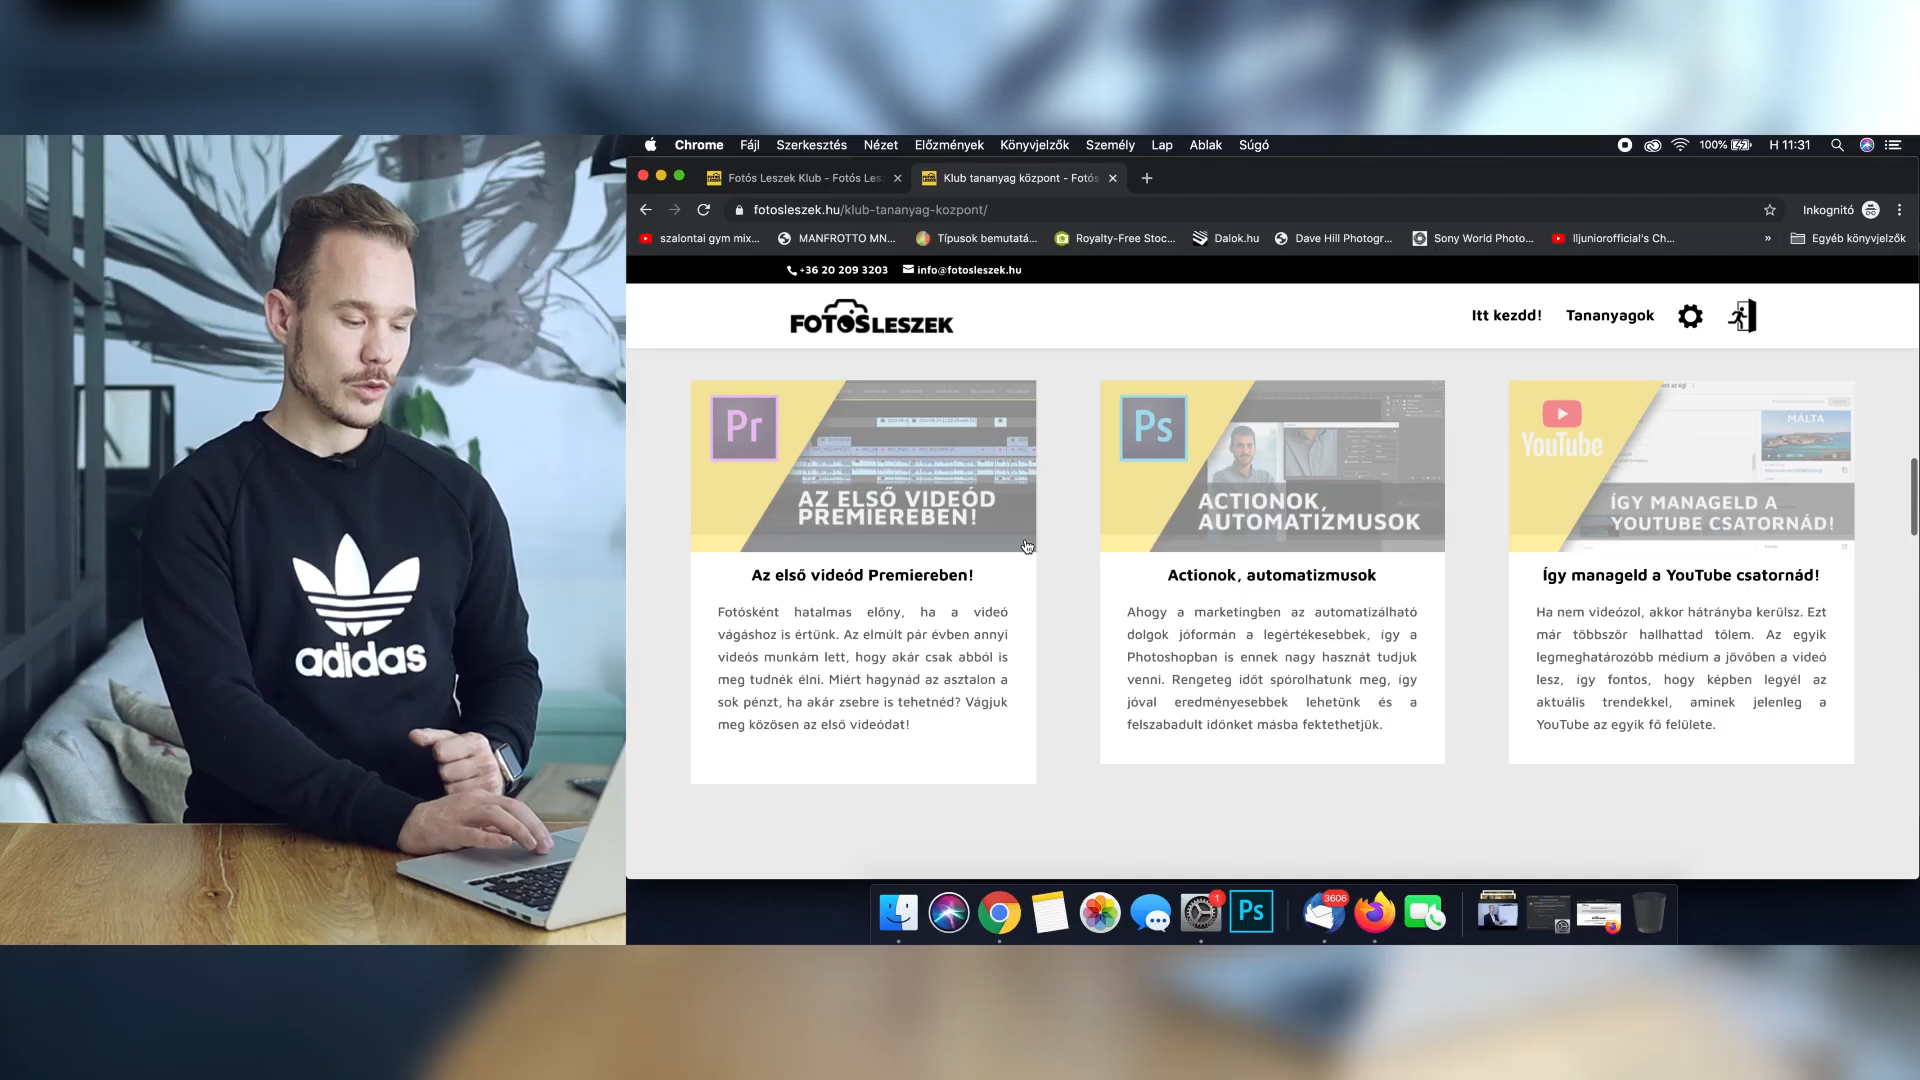 adidas
Chrome Fájl Szerkesztés Nézet Előzmények Könyvjelzők Személy Lap Ablak Súgó
100% H 11:31
Fotós Leszek Klub - Fotós Les
Klub tananyag központ - Fotós
fotosleszek.hu/klub-tananyag-kozpont/
Inkognitó
szalontai gym mix...
MANFROTTO MN...
Típusok bemutatá...
Royalty-Free Stoc...
Dalok.hu
Dave Hill Photogr...
Sony World Photo...
lljuniorofficial's Ch...
»
Egyéb könyvjelzők
+36 20 209 3203
info@fotosleszek.hu
FOTÓSLESZEK
Itt kezdd!
Tananyagok
Pr
AZ ELSŐ VIDEÓD
PREMIEREBEN!
Az első videód Premiereben!
Fotósként hatalmas előny, ha a videó
vágáshoz is értünk. Az elmúlt pár évben annyi
videós munkám lett, hogy akár csak abból is
meg tudnék élni. Miért hagynád az asztalon a
sok pénzt, ha akár zsebre is tehetnéd? Vágjuk
meg közösen az első videódat!
Ps
ACTIONOK,
AUTOMATIZMUSOK
Actionok, automatizmusok
Ahogy a marketingben az automatizálható
dolgok jóformán a legértékesebbek, így a
Photoshopban is ennek nagy hasznát tudjuk
venni. Rengeteg időt spórolhatunk meg, így
jóval eredményesebbek lehetünk és a
felszabadult időnket másba fektethetjük.
YouTube
MÁLTA
ÍGY MANAGELD A
YOUTUBE CSATORNÁD!
Így manageld a YouTube csatornád!
Ha nem videózol, akkor hátrányba kerülsz. Ezt
már többször hallhattad tőlem. Az egyik
legmeghatározóbb médium a jövőben a videó
lesz, így fontos, hogy képben legyél az
aktuális trendekkel, aminek jelenleg a
YouTube az egyik fő felülete.
1
Ps
3606